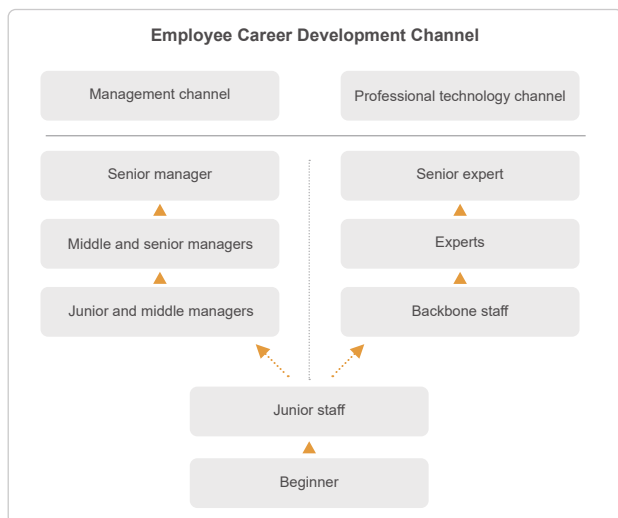 Employee Career Development Channel
Management channel
Professional technology channel
Senior manager
Senior expert
Middle and senior managers
Experts
Junior and middle managers
Backbone staff
Junior staff
Beginner